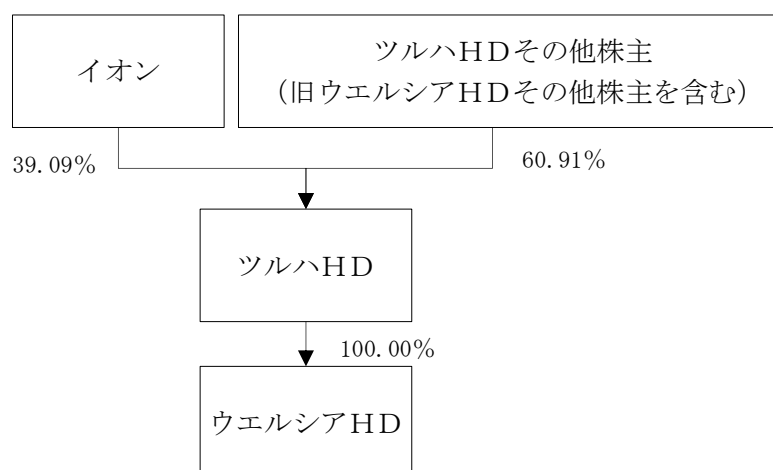 イオン
ツルハＨＤその他株主
（旧ウエルシアＨＤその他株主を含む）
39.09%
60.91%
ツルハＨＤ
100.00%
ウエルシアＨＤ